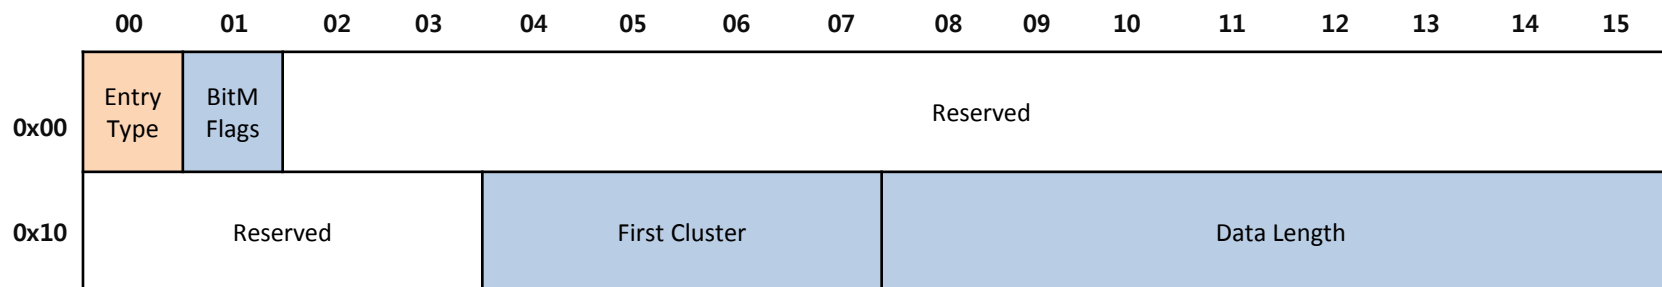 00 01 02 03 04 05 06 07 08 09 10 11 12 13 14 15
0x00
Entry
Type
BitM
Flags
Reserved
0x10
Reserved
First Cluster
Data Length